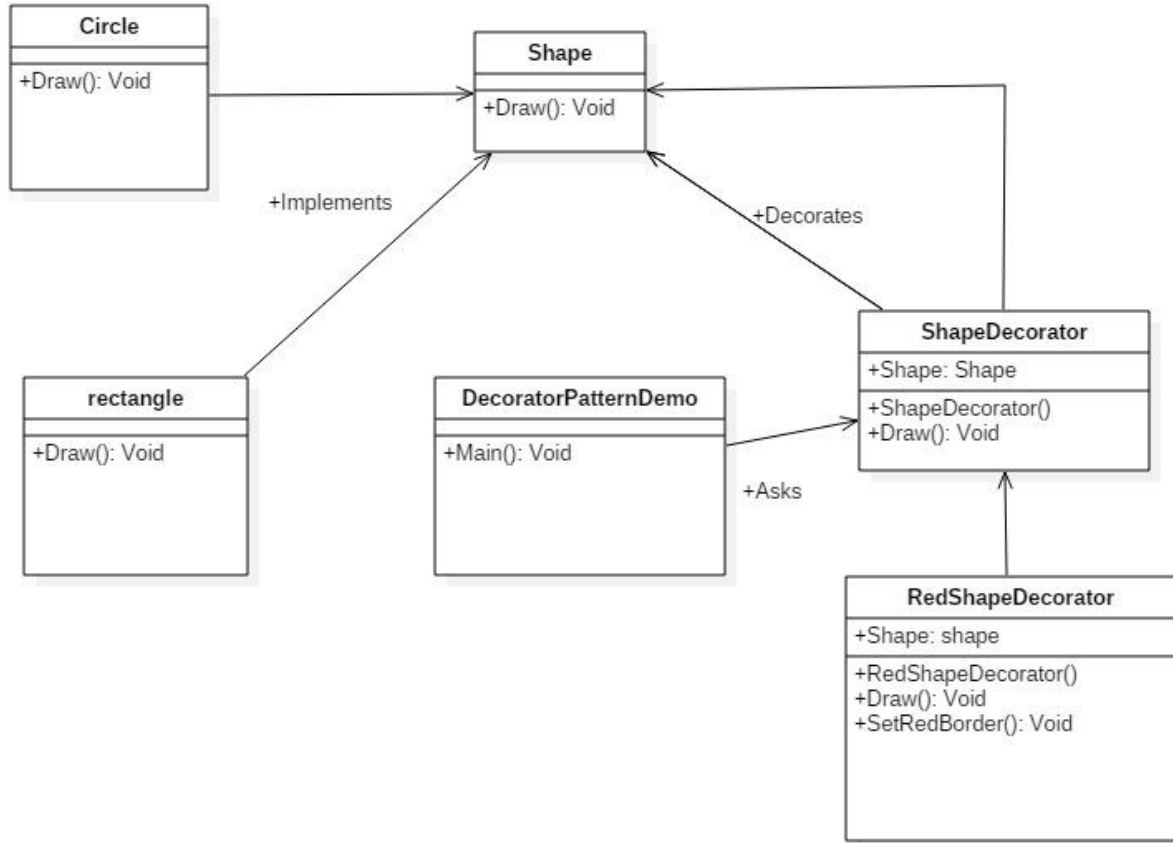 Circle
+Draw(): Void
Shape
+Draw(): Void
+Implements
+Decorates
ShapeDecorator
+Shape: Shape
+ShapeDecorator()
+Draw(): Void
rectangle
+Draw(): Void
DecoratorPatternDemo
+Main(): Void
+Asks
RedShapeDecorator
+Shape: shape
+RedShapeDecorator()
+Draw(): Void
+SetRedBorder(): Void